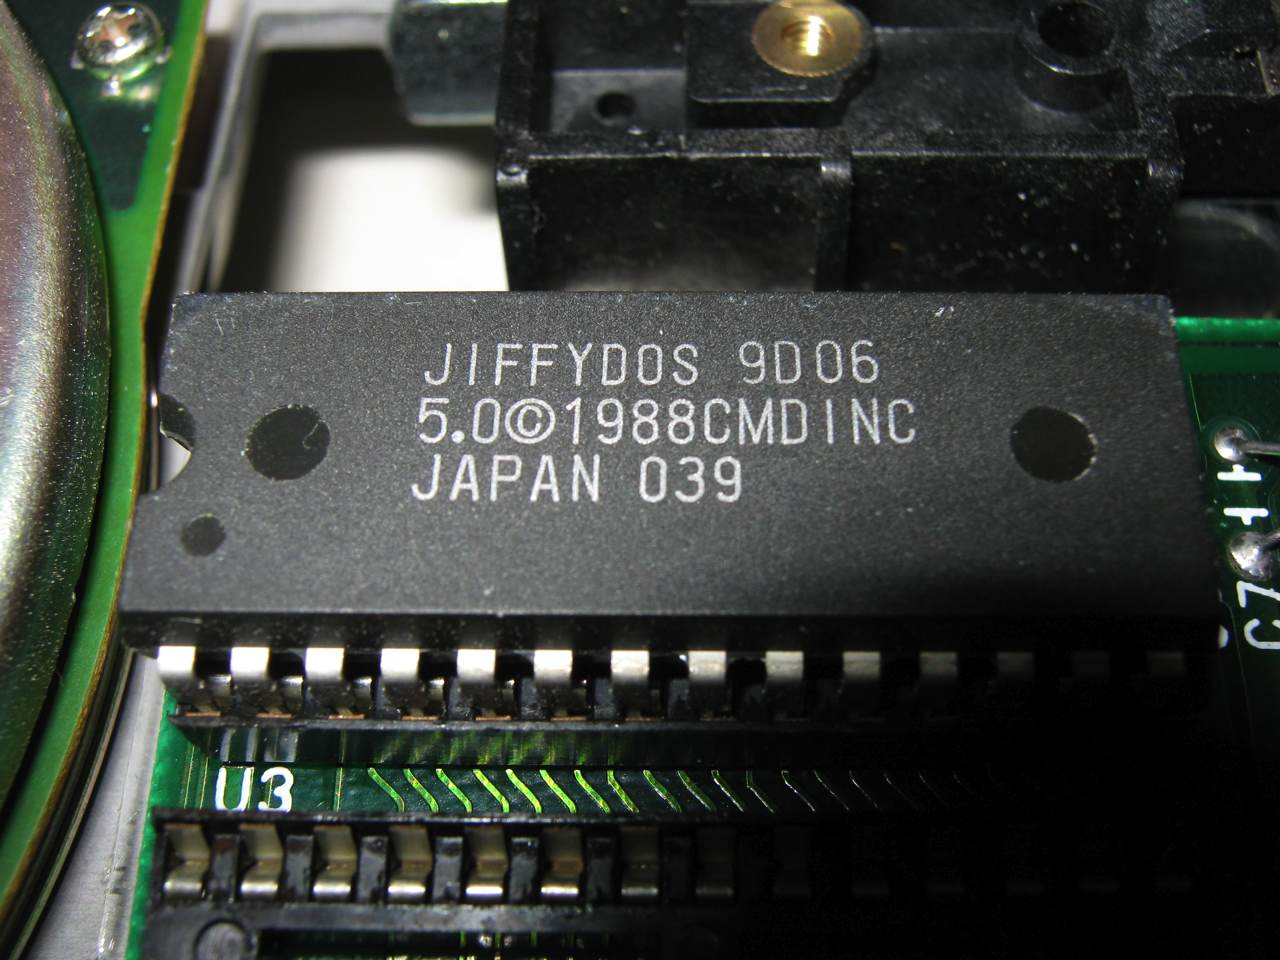 JIFFYDOS 9D06
5.0©1988CMDINC
JAPAN 039
U3